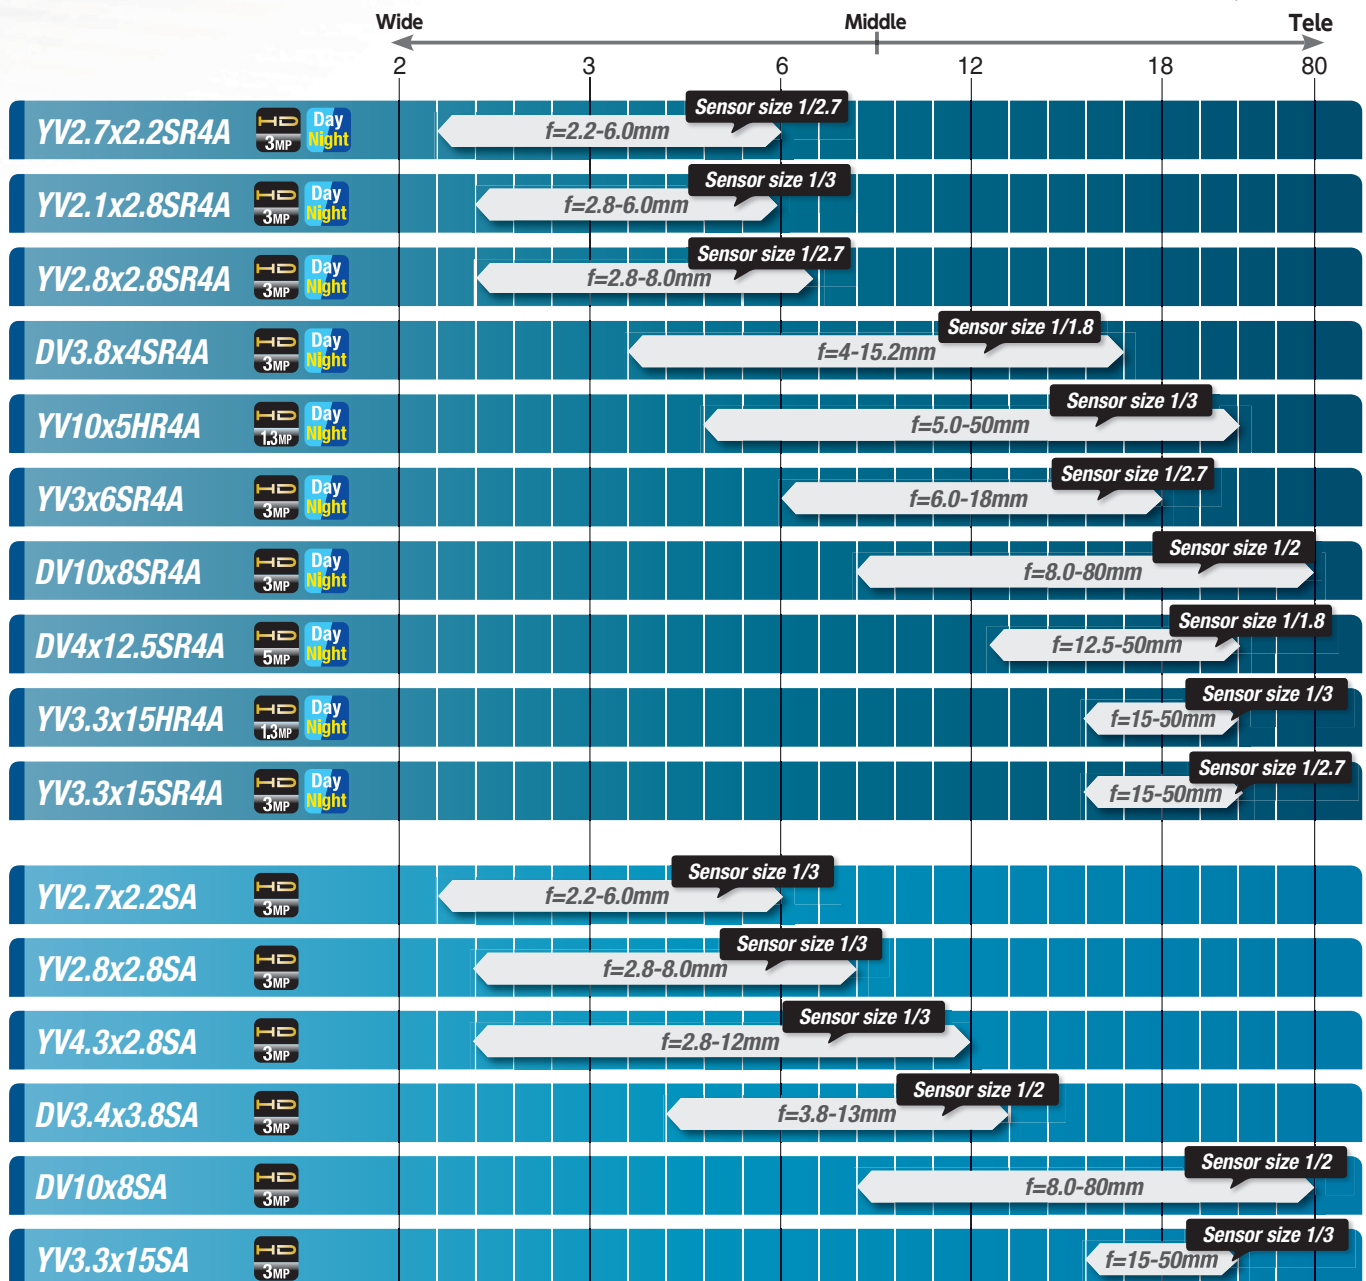 Wide Middle Tele
2 3 6 12 18 80
YV2.7x2.2SR4A HD 3MP Day Night f=2.2-6.0mm Sensor size 1/2.7
YV2.1x2.8SR4A HD 3MP Day Night f=2.8-6.0mm Sensor size 1/3
YV2.8x2.8SR4A HD 3MP Day Night f=2.8-8.0mm Sensor size 1/2.7
DV3.8x4SR4A HD 3MP Day Night f=4-15.2mm Sensor size 1/1.8
YV10x5HR4A HD 1.3MP Day Night f=5.0-50mm Sensor size 1/3
YV3x6SR4A HD 3MP Day Night f=6.0-18mm Sensor size 1/2.7
DV10x8SR4A HD 3MP Day Night f=8.0-80mm Sensor size 1/2
DV4x12.5SR4A HD 5MP Day Night f=12.5-50mm Sensor size 1/1.8
YV3.3x15HR4A HD 1.3MP Day Night f=15-50mm Sensor size 1/3
YV3.3x15SR4A HD 3MP Day Night f=15-50mm Sensor size 1/2.7
YV2.7x2.2SA HD 3MP f=2.2-6.0mm Sensor size 1/3
YV2.8x2.8SA HD 3MP f=2.8-8.0mm Sensor size 1/3
YV4.3x2.8SA HD 3MP f=2.8-12mm Sensor size 1/3
DV3.4x3.8SA HD 3MP f=3.8-13mm Sensor size 1/2
DV10x8SA HD 3MP f=8.0-80mm Sensor size 1/2
YV3.3x15SA HD 3MP f=15-50mm Sensor size 1/3